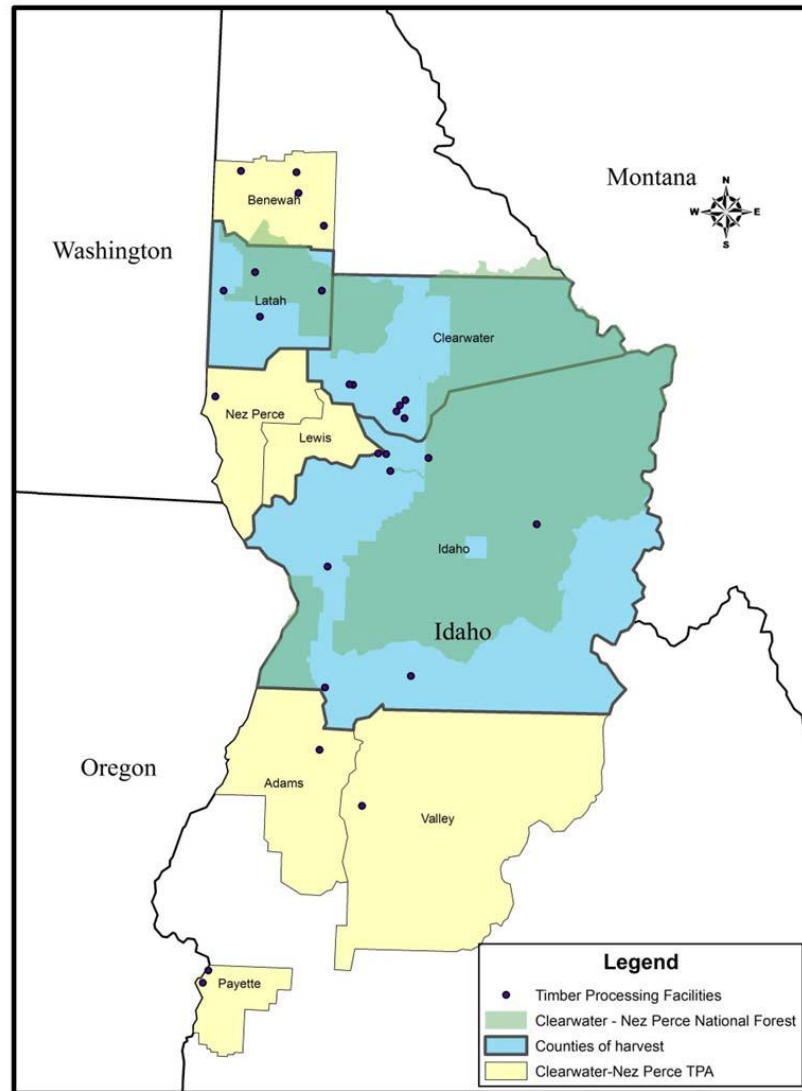 Montana
N
W E
S
Benewah
Washington
Latah
Clearwater
Nez Perce
Lewis
Idaho
Idaho
Oregon
Adams
Valley
Payette
Legend
Timber Processing Facilities
Clearwater - Nez Perce National Forest
Counties of harvest
Clearwater-Nez Perce TPA